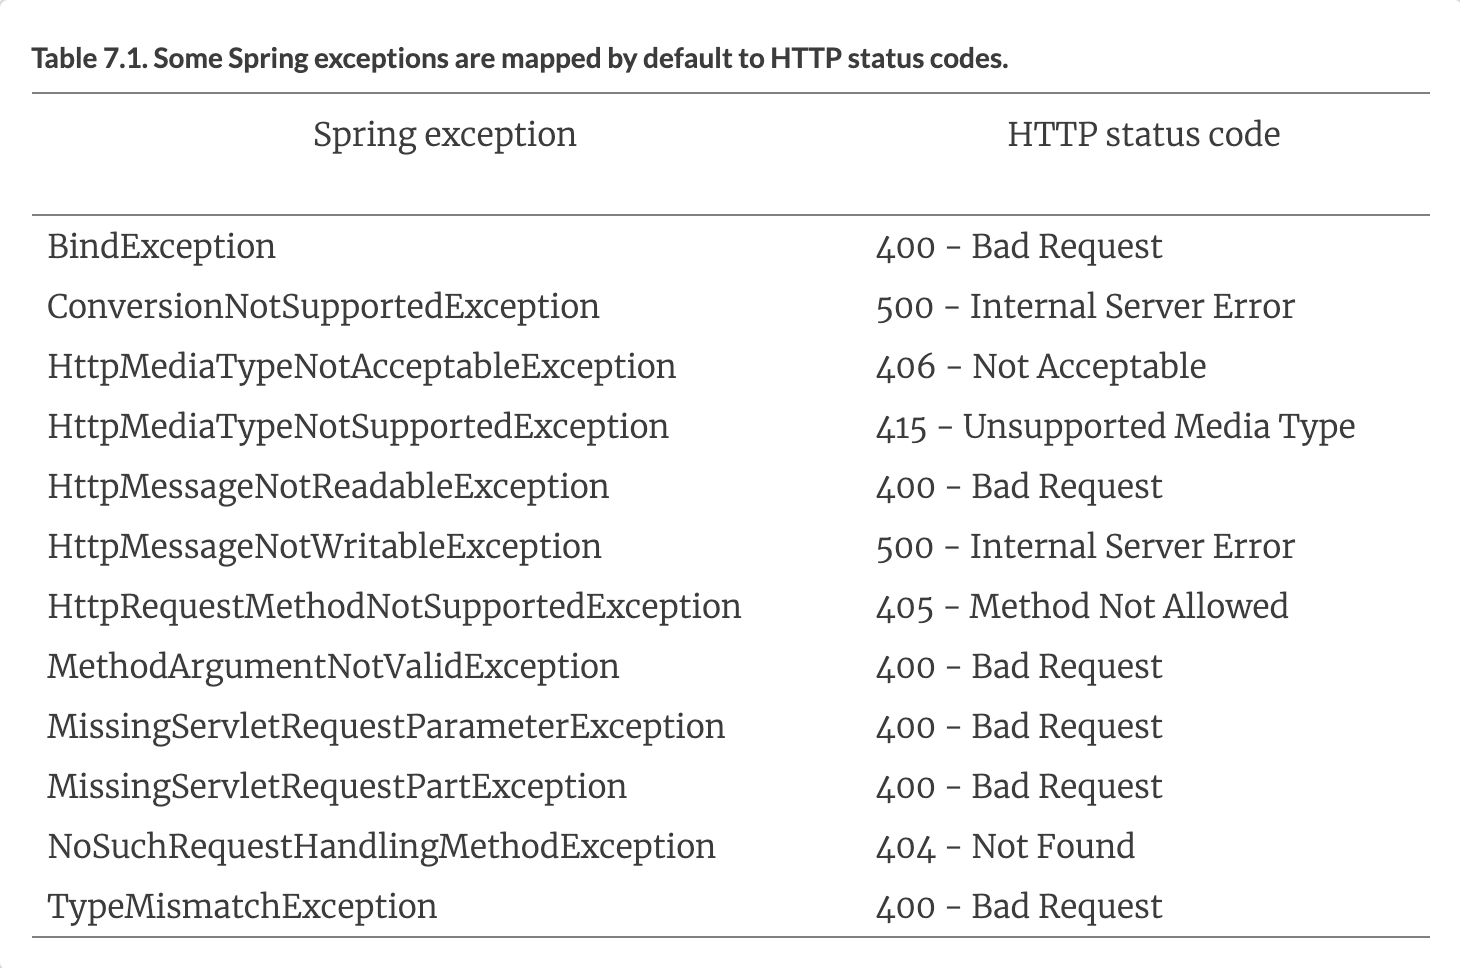 Table 7.1. Some Spring exceptions are mapped by default to HTTP status codes.
Spring exception HTTP status code
BindException 400 – Bad Request
ConversionNotSupportedException 500 – Internal Server Error
HttpMediaTypeNotAcceptableException 406 – Not Acceptable
HttpMediaTypeNotSupportedException 415 – Unsupported Media Type
HttpMessageNotReadableException 400 – Bad Request
HttpMessageNotWritableException 500 – Internal Server Error
HttpRequestMethodNotSupportedException 405 – Method Not Allowed
MethodArgumentNotValidException 400 – Bad Request
MissingServletRequestParameterException 400 – Bad Request
MissingServletRequestPartException 400 – Bad Request
NoSuchRequestHandlingMethodException 404 – Not Found
TypeMismatchException 400 – Bad Request